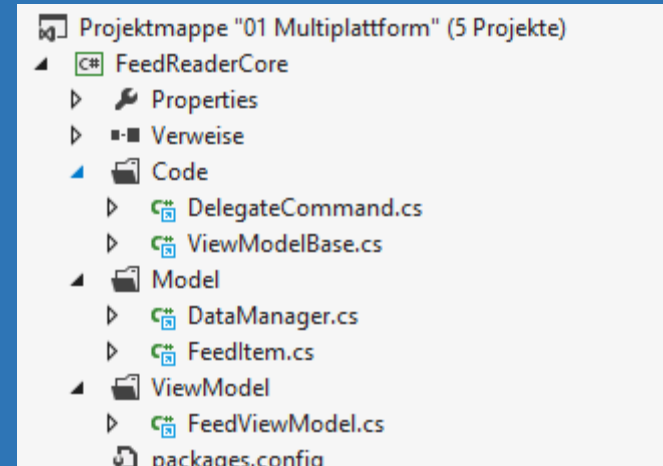 Projektmappe "01 Multiplattform" (5 Projekte)
C# FeedReaderCore
Properties
Verweise
Code
C# DelegateCommand.cs
C# ViewModelBase.cs
Model
C# DataManager.cs
C# FeedItem.cs
ViewModel
C# FeedViewModel.cs
packages.config